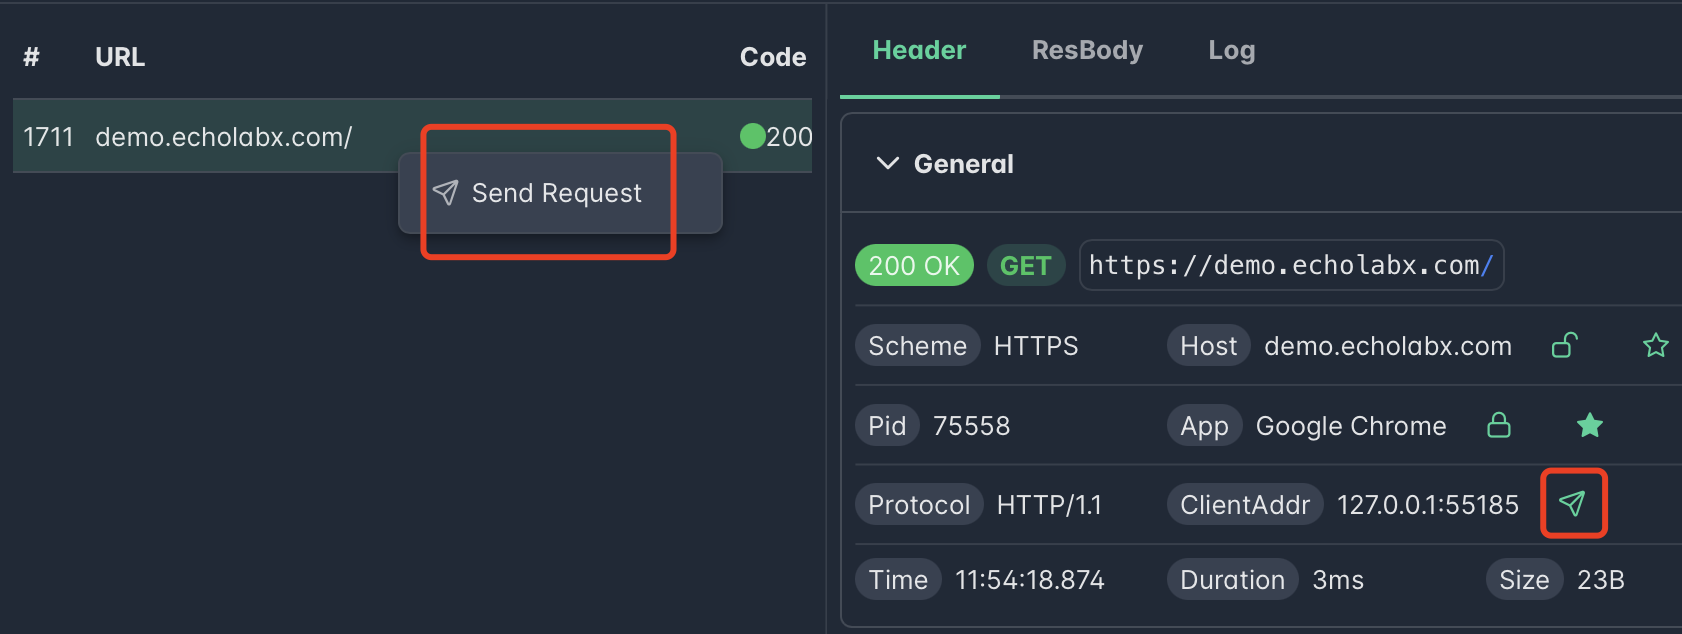 # URL Code
1711 demo.echolabx.com/ 200
Send Request
Header ResBody Log
General
200 OK GET https://demo.echolabx.com/
Scheme HTTPS Host demo.echolabx.com
Pid 75558 App Google Chrome
Protocol HTTP/1.1 ClientAddr 127.0.0.1:55185
Time 11:54:18.874 Duration 3ms Size 23B